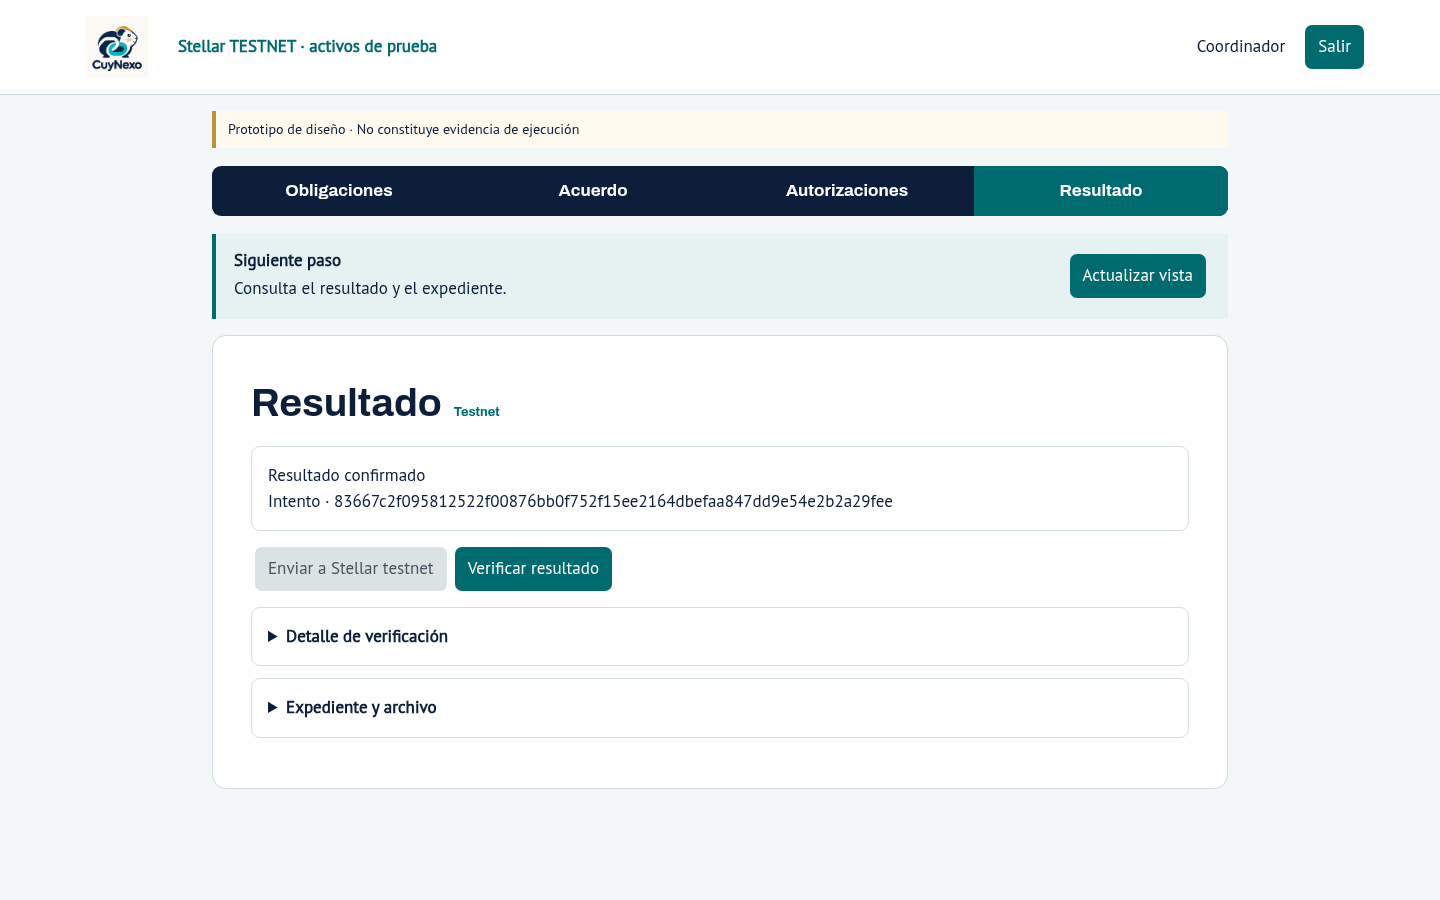 CuyNexo
Stellar TESTNET · activos de prueba
Coordinador
Salir
Prototipo de diseño · No constituye evidencia de ejecución
Obligaciones
Acuerdo
Autorizaciones
Resultado
Siguiente paso
Consulta el resultado y el expediente.
Actualizar vista
Resultado
Testnet
Resultado confirmado
Intento · 83667c2f095812522f00876bb0f752f15ee2164dbefaa847dd9e54e2b2a29fee
Enviar a Stellar testnet
Verificar resultado
Detalle de verificación
Expediente y archivo